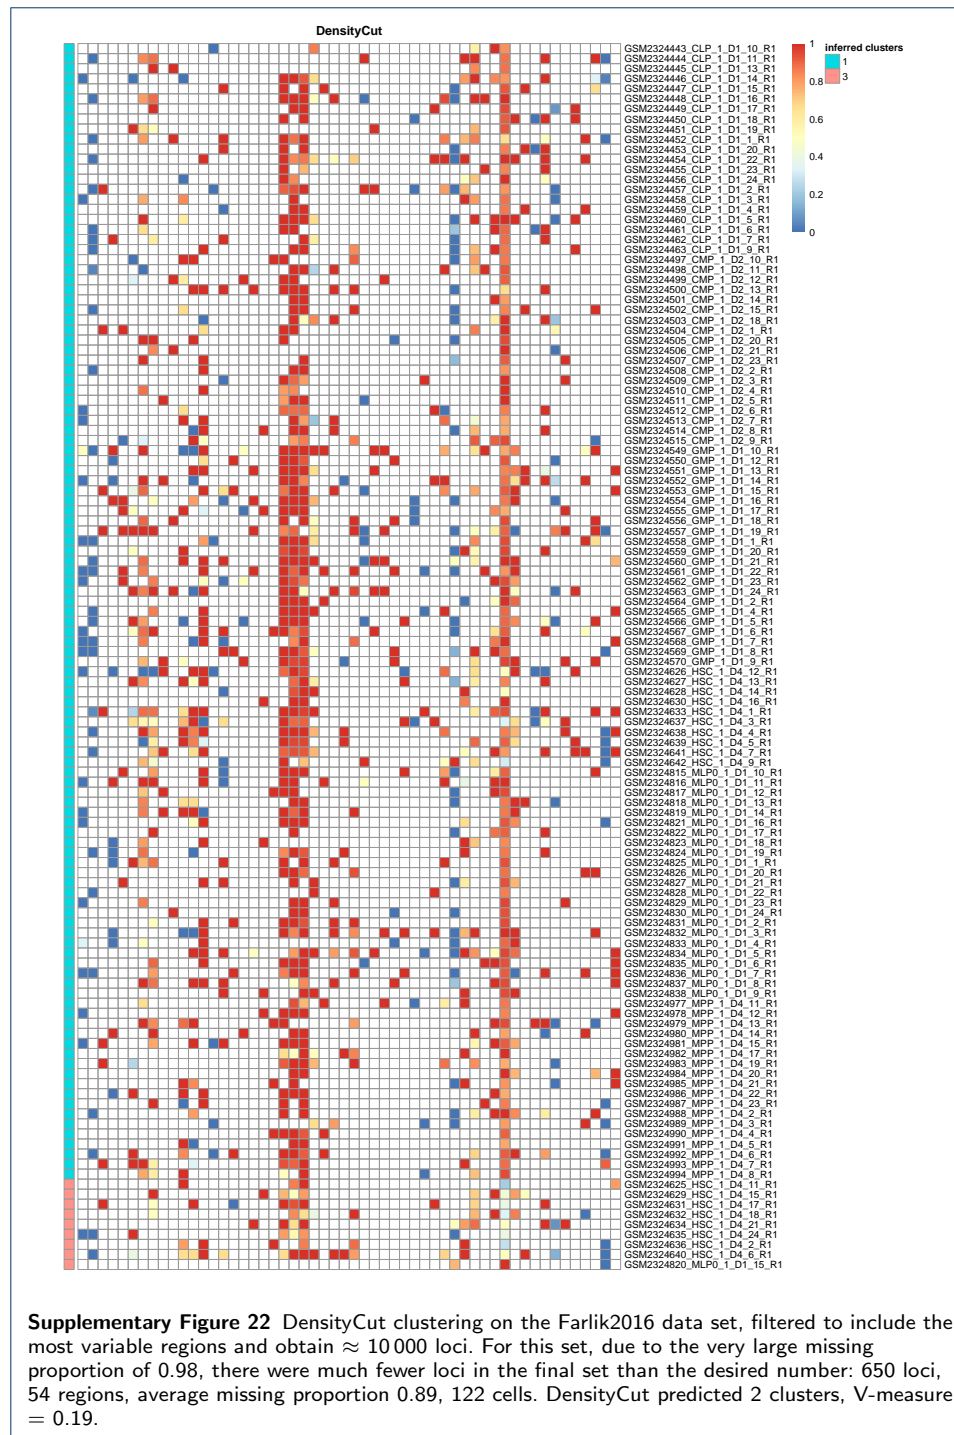 DensityCut
GSM2324443_CLP_1_D1_10_R1
GSM2324444_CLP_1_D1_11_R1
GSM2324445_CLP_1_D1_13_R1
GSM2324446_CLP_1_D1_14_R1
GSM2324447_CLP_1_D1_15_R1
GSM2324448_CLP_1_D1_16_R1
GSM2324449_CLP_1_D1_17_R1
GSM2324450_CLP_1_D1_18_R1
GSM2324451_CLP_1_D1_19_R1
GSM2324452_CLP_1_D1_1_R1
GSM2324453_CLP_1_D1_20_R1
GSM2324454_CLP_1_D1_22_R1
GSM2324455_CLP_1_D1_23_R1
GSM2324456_CLP_1_D1_24_R1
GSM2324457_CLP_1_D1_2_R1
GSM2324458_CLP_1_D1_3_R1
GSM2324459_CLP_1_D1_4_R1
GSM2324460_CLP_1_D1_5_R1
GSM2324461_CLP_1_D1_6_R1
GSM2324462_CLP_1_D1_7_R1
GSM2324463_CLP_1_D1_9_R1
GSM2324497_CMP_1_D2_10_R1
GSM2324498_CMP_1_D2_11_R1
GSM2324499_CMP_1_D2_12_R1
GSM2324500_CMP_1_D2_13_R1
GSM2324501_CMP_1_D2_14_R1
GSM2324502_CMP_1_D2_15_R1
GSM2324503_CMP_1_D2_18_R1
GSM2324504_CMP_1_D2_1_R1
GSM2324505_CMP_1_D2_20_R1
GSM2324506_CMP_1_D2_21_R1
GSM2324507_CMP_1_D2_23_R1
GSM2324508_CMP_1_D2_2_R1
GSM2324509_CMP_1_D2_3_R1
GSM2324510_CMP_1_D2_4_R1
GSM2324511_CMP_1_D2_5_R1
GSM2324512_CMP_1_D2_6_R1
GSM2324513_CMP_1_D2_7_R1
GSM2324514_CMP_1_D2_8_R1
GSM2324515_CMP_1_D2_9_R1
GSM2324549_GMP_1_D1_10_R1
GSM2324550_GMP_1_D1_12_R1
GSM2324551_GMP_1_D1_13_R1
GSM2324552_GMP_1_D1_14_R1
GSM2324553_GMP_1_D1_15_R1
GSM2324554_GMP_1_D1_16_R1
GSM2324555_GMP_1_D1_17_R1
GSM2324556_GMP_1_D1_18_R1
GSM2324557_GMP_1_D1_19_R1
GSM2324558_GMP_1_D1_1_R1
GSM2324559_GMP_1_D1_20_R1
GSM2324560_GMP_1_D1_21_R1
GSM2324561_GMP_1_D1_22_R1
GSM2324562_GMP_1_D1_23_R1
GSM2324563_GMP_1_D1_24_R1
GSM2324564_GMP_1_D1_2_R1
GSM2324565_GMP_1_D1_4_R1
GSM2324566_GMP_1_D1_5_R1
GSM2324567_GMP_1_D1_6_R1
GSM2324568_GMP_1_D1_7_R1
GSM2324569_GMP_1_D1_8_R1
GSM2324570_GMP_1_D1_9_R1
GSM2324626_HSC_1_D4_12_R1
GSM2324627_HSC_1_D4_13_R1
GSM2324628_HSC_1_D4_14_R1
GSM2324630_HSC_1_D4_16_R1
GSM2324633_HSC_1_D4_1_R1
GSM2324637_HSC_1_D4_3_R1
GSM2324638_HSC_1_D4_4_R1
GSM2324639_HSC_1_D4_5_R1
GSM2324641_HSC_1_D4_7_R1
GSM2324642_HSC_1_D4_9_R1
GSM2324815_MLP0_1_D1_10_R1
GSM2324816_MLP0_1_D1_11_R1
GSM2324817_MLP0_1_D1_12_R1
GSM2324818_MLP0_1_D1_13_R1
GSM2324819_MLP0_1_D1_14_R1
GSM2324821_MLP0_1_D1_16_R1
GSM2324822_MLP0_1_D1_17_R1
GSM2324823_MLP0_1_D1_18_R1
GSM2324824_MLP0_1_D1_19_R1
GSM2324825_MLP0_1_D1_1_R1
GSM2324826_MLP0_1_D1_20_R1
GSM2324827_MLP0_1_D1_21_R1
GSM2324828_MLP0_1_D1_22_R1
GSM2324829_MLP0_1_D1_23_R1
GSM2324830_MLP0_1_D1_24_R1
GSM2324831_MLP0_1_D1_2_R1
GSM2324832_MLP0_1_D1_3_R1
GSM2324833_MLP0_1_D1_4_R1
GSM2324834_MLP0_1_D1_5_R1
GSM2324835_MLP0_1_D1_6_R1
GSM2324836_MLP0_1_D1_7_R1
GSM2324837_MLP0_1_D1_8_R1
GSM2324838_MLP0_1_D1_9_R1
GSM2324977_MPP_1_D4_11_R1
GSM2324978_MPP_1_D4_12_R1
GSM2324979_MPP_1_D4_13_R1
GSM2324980_MPP_1_D4_14_R1
GSM2324981_MPP_1_D4_15_R1
GSM2324982_MPP_1_D4_17_R1
GSM2324983_MPP_1_D4_19_R1
GSM2324984_MPP_1_D4_20_R1
GSM2324985_MPP_1_D4_21_R1
GSM2324986_MPP_1_D4_22_R1
GSM2324987_MPP_1_D4_23_R1
GSM2324988_MPP_1_D4_2_R1
GSM2324989_MPP_1_D4_3_R1
GSM2324990_MPP_1_D4_4_R1
GSM2324991_MPP_1_D4_5_R1
GSM2324992_MPP_1_D4_6_R1
GSM2324993_MPP_1_D4_7_R1
GSM2324994_MPP_1_D4_8_R1
GSM2324625_HSC_1_D4_11_R1
GSM2324629_HSC_1_D4_15_R1
GSM2324631_HSC_1_D4_17_R1
GSM2324632_HSC_1_D4_18_R1
GSM2324634_HSC_1_D4_21_R1
GSM2324635_HSC_1_D4_24_R1
GSM2324636_HSC_1_D4_2_R1
GSM2324640_HSC_1_D4_6_R1
GSM2324820_MLP0_1_D1_15_R1
1
0.8
0.6
0.4
0.2
0
inferred clusters
1
3
Supplementary Figure 22 DensityCut clustering on the Farlik2016 data set, filtered to include the
most variable regions and obtain ≈ 10 000 loci. For this set, due to the very large missing
proportion of 0.98, there were much fewer loci in the final set than the desired number: 650 loci,
54 regions, average missing proportion 0.89, 122 cells. DensityCut predicted 2 clusters, V-measure
= 0.19.